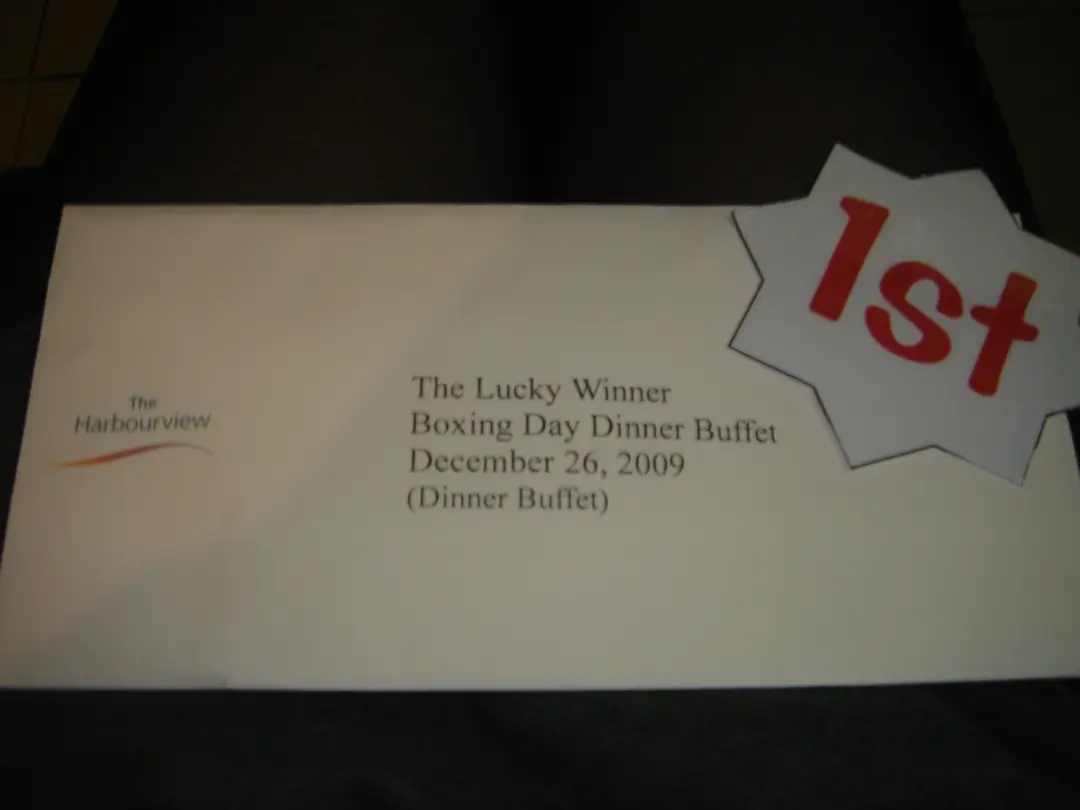 1st
The
Harbourview
The Lucky Winner
Boxing Day Dinner Buffet
December 26, 2009
(Dinner Buffet)